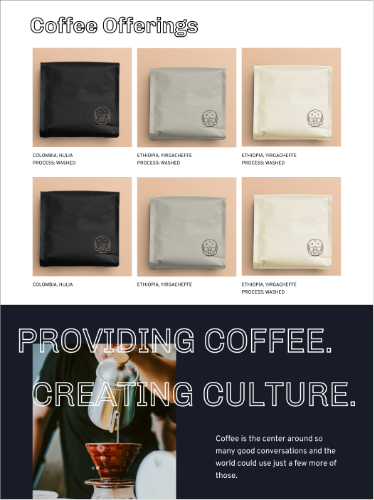 Coffee Offerings
COLOMBIA, HULIA
PROCESS: WASHED
ETHIOPIA, YIRGACHEFFE
PROCESS: WASHED
ETHIOPIA, YIRGACHEFFE
PROCESS: WASHED
COLOMBIA, HULIA
ETHIOPIA, YIRGACHEFFE
ETHIOPIA, YIRGACHEFFE
PROCESS: WASHED
PROVIDING COFFEE.
CREATING CULTURE.
Coffee is the center around so
many good conversations and the
world could use just a few more of
those.